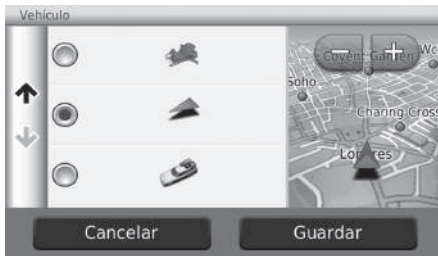 Vehículo
Covent Garden
Soho
Charing Cross
Londres
Cancelar
Guardar